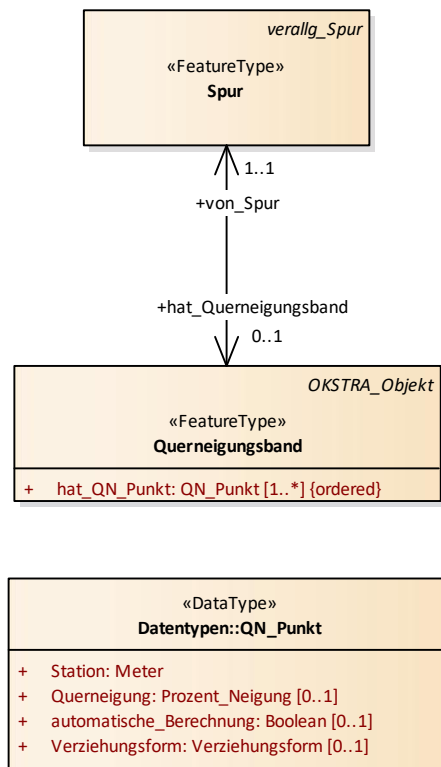 verallg_Spur
«FeatureType»
Spur
1..1
+von_Spur
+hat_Querneigungsband
0..1
OKSTRA_Objekt
«FeatureType»
Querneigungsband
+ hat_QN_Punkt: QN_Punkt [1..*] {ordered}
«DataType»
Datentypen::QN_Punkt
+ Station: Meter
+ Querneigung: Prozent_Neigung [0..1]
+ automatische_Berechnung: Boolean [0..1]
+ Verziehungsform: Verziehungsform [0..1]